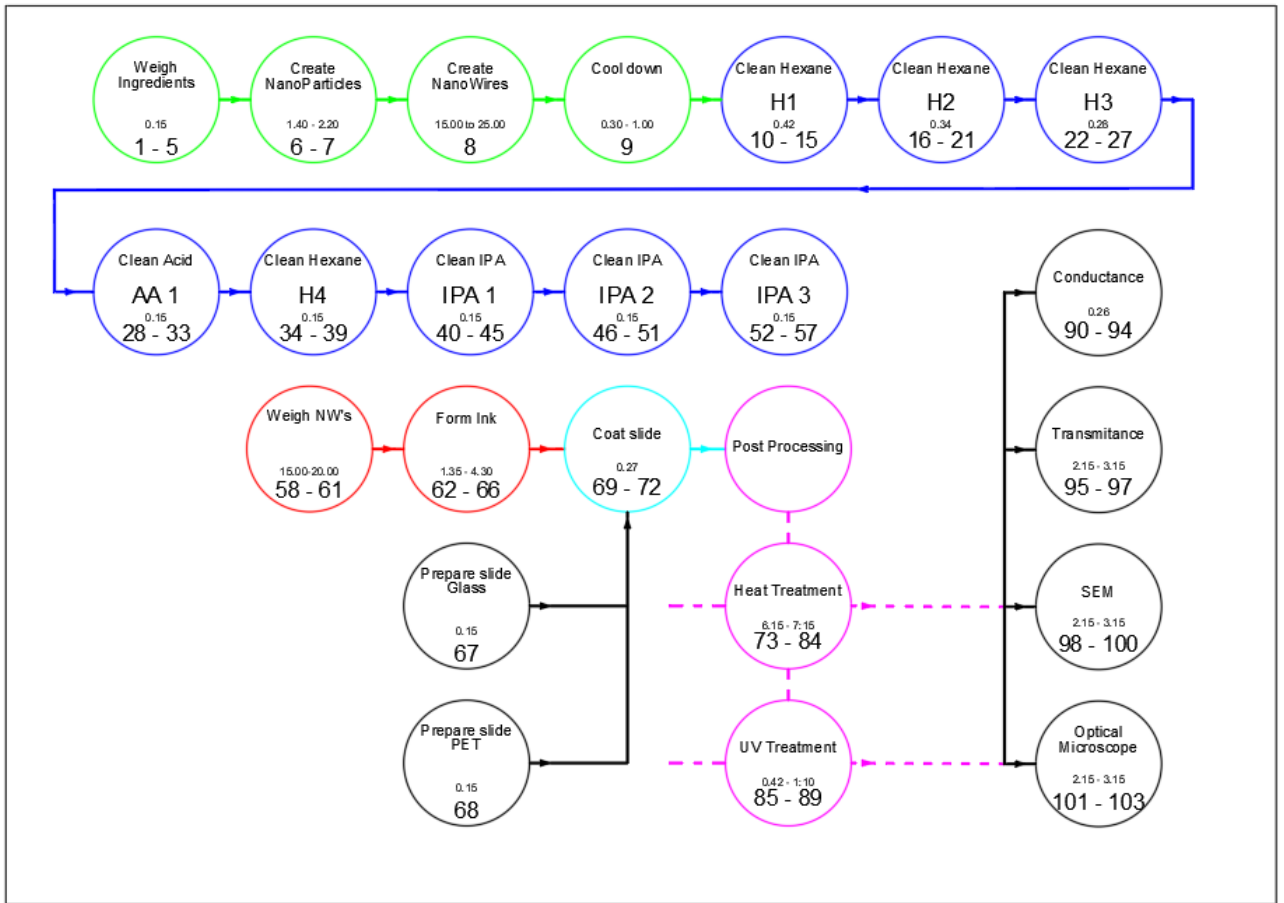 Weigh
Ingredients
0.15
1 - 5
Create
NanoParticles
1.40 - 2.20
6 - 7
Create
NanoWires
15.00 to 25.00
8
Cool down
0.30 - 1.00
9
Clean Hexane
H1
0.42
10 - 15
Clean Hexane
H2
0.34
16 - 21
Clean Hexane
H3
0.26
22 - 27
Clean Acid
AA 1
0.15
28 - 33
Clean Hexane
H4
0.15
34 - 39
Clean IPA
IPA 1
0.15
40 - 45
Clean IPA
IPA 2
0.15
46 - 51
Clean IPA
IPA 3
0.15
52 - 57
Conductance
0.26
90 - 94
Weigh NW's
15.00-20.00
58 - 61
Form Ink
1.35 - 4.30
62 - 66
Coat slide
0.27
69 - 72
Post Processing
Transmitance
2.15 - 3.15
95 - 97
Prepare slide
Glass
0.15
67
Heat Treatment
6.15 - 7:15
73 - 84
SEM
2.15 - 3.15
98 - 100
Prepare slide
PET
0.15
68
UV Treatment
0.42 - 1:10
85 - 89
Optical
Microscope
2.15 - 3.15
101 - 103